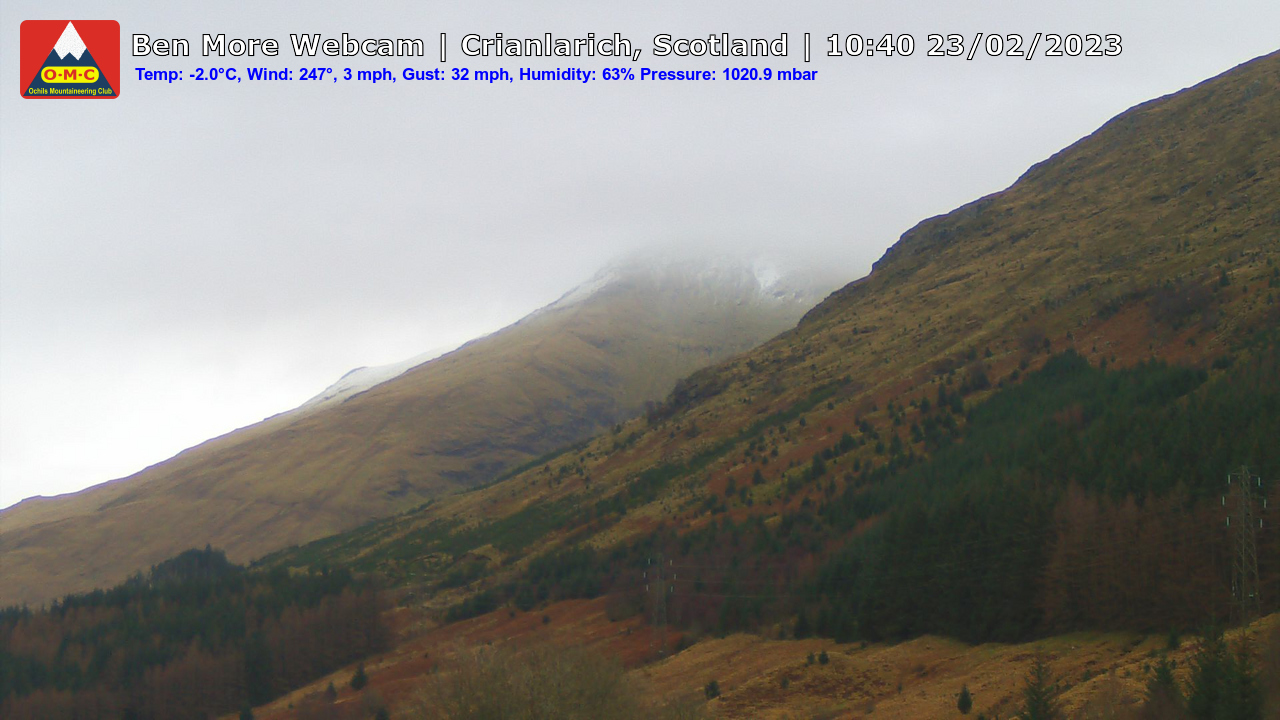 Ben More Webcam | Crianlarich, Scotland | 10:40 23/02/2023
Temp: -2.0°C, Wind: 247°, 3 mph, Gust: 32 mph, Humidity: 63% Pressure: 1020.9 mbar
O·M·C
Ochils Mountaineering Club